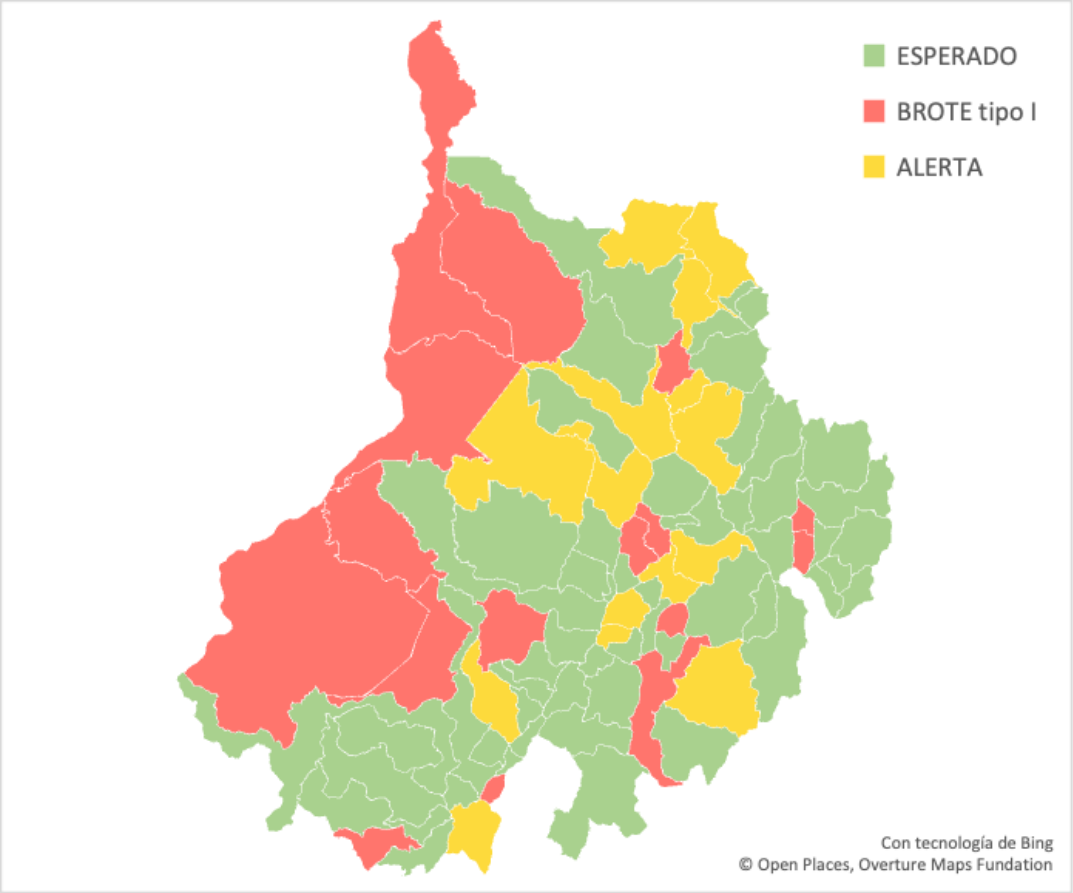 ESPERADO
BROTE tipo I
ALERTA
Con tecnología de Bing
© Open Places, Overture Maps Fundation